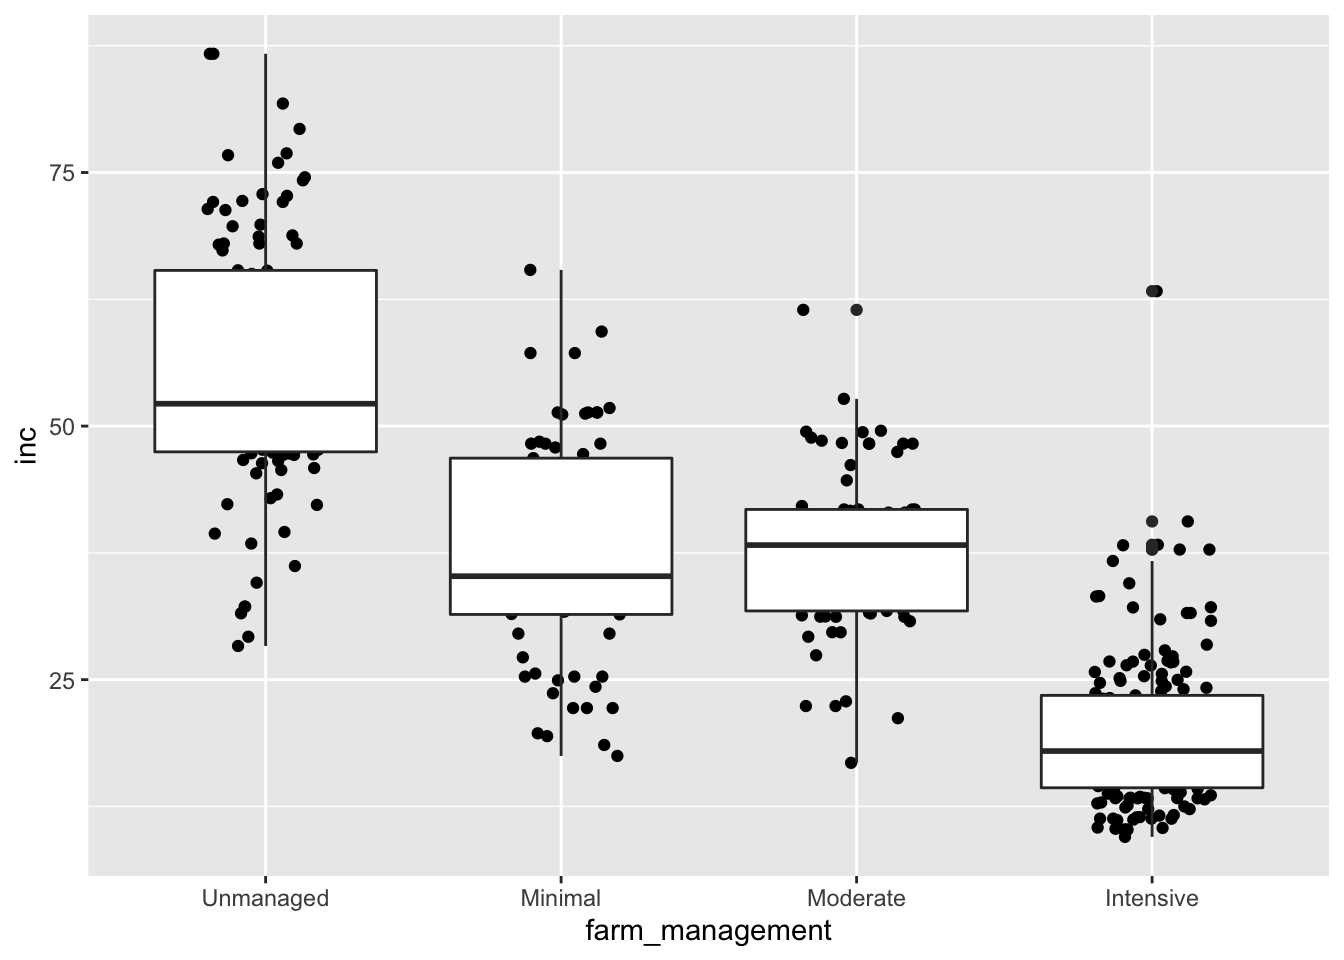 inc
75
50
25
Unmanaged
Minimal
Moderate
Intensive
farm_management